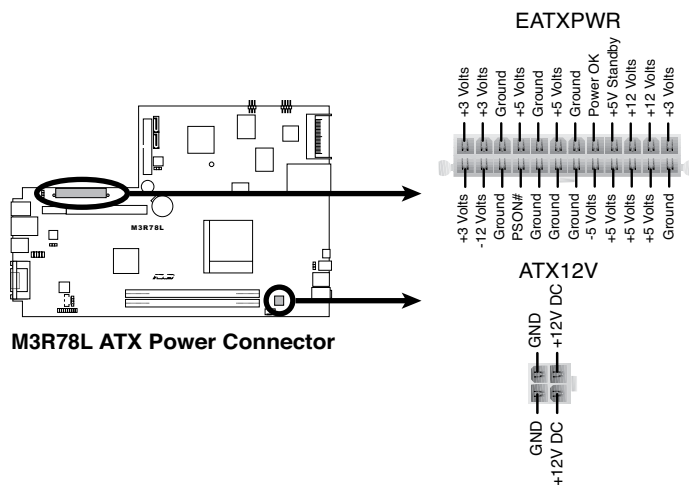 EATXPWR
+3 Volts
+3 Volts
Ground
+5 Volts
Ground
+5 Volts
Ground
Power OK
+5V Standby
+12 Volts
+12 Volts
+3 Volts
+3 Volts
-12 Volts
Ground
PSON#
Ground
Ground
Ground
-5 Volts
+5 Volts
+5 Volts
+5 Volts
Ground
M3R78L
ATX12V
GND
+12V DC
GND
+12V DC
M3R78L ATX Power Connector